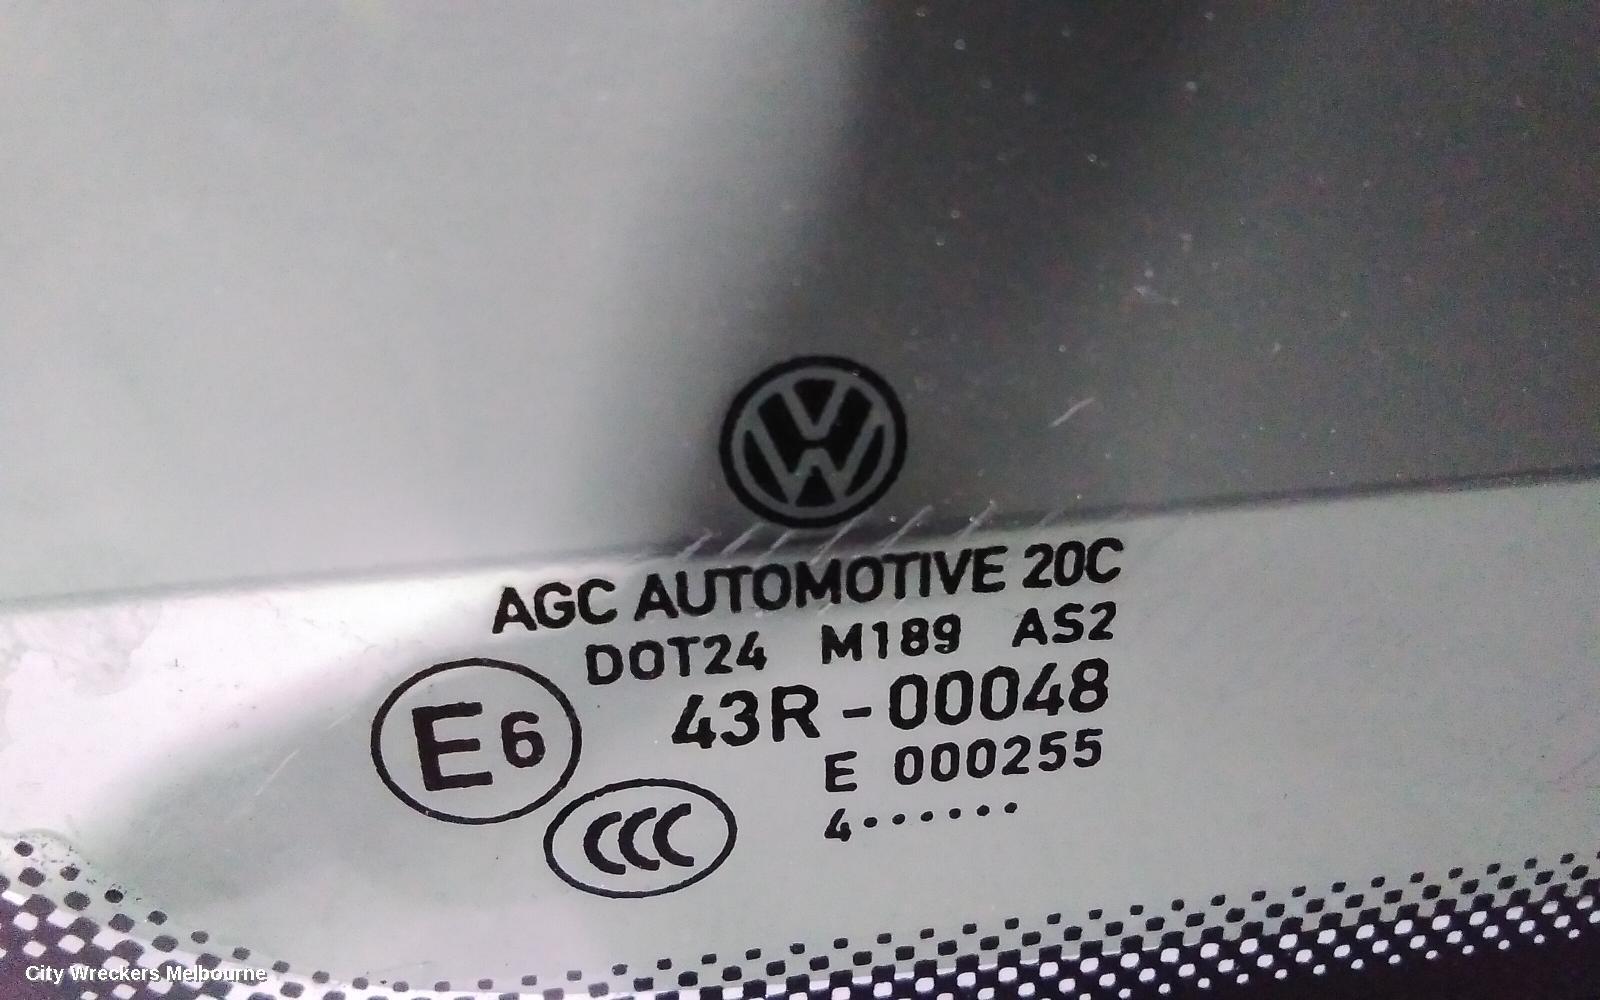 AGC AUTOMOTIVE 20C
DOT24 M189 AS2
E6 43R-00048
E 000255
CCC 4······
City Wreckers Melbourne